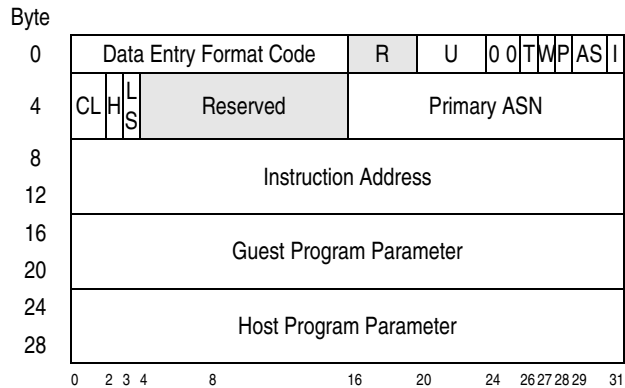 Byte
0 Data Entry Format Code R U 0 0 T W P AS I
4 CL H LS Reserved Primary ASN
8
Instruction Address
12
16
Guest Program Parameter
20
24
Host Program Parameter
28
0 2 3 4 8 16 20 24 26 27 28 29 31